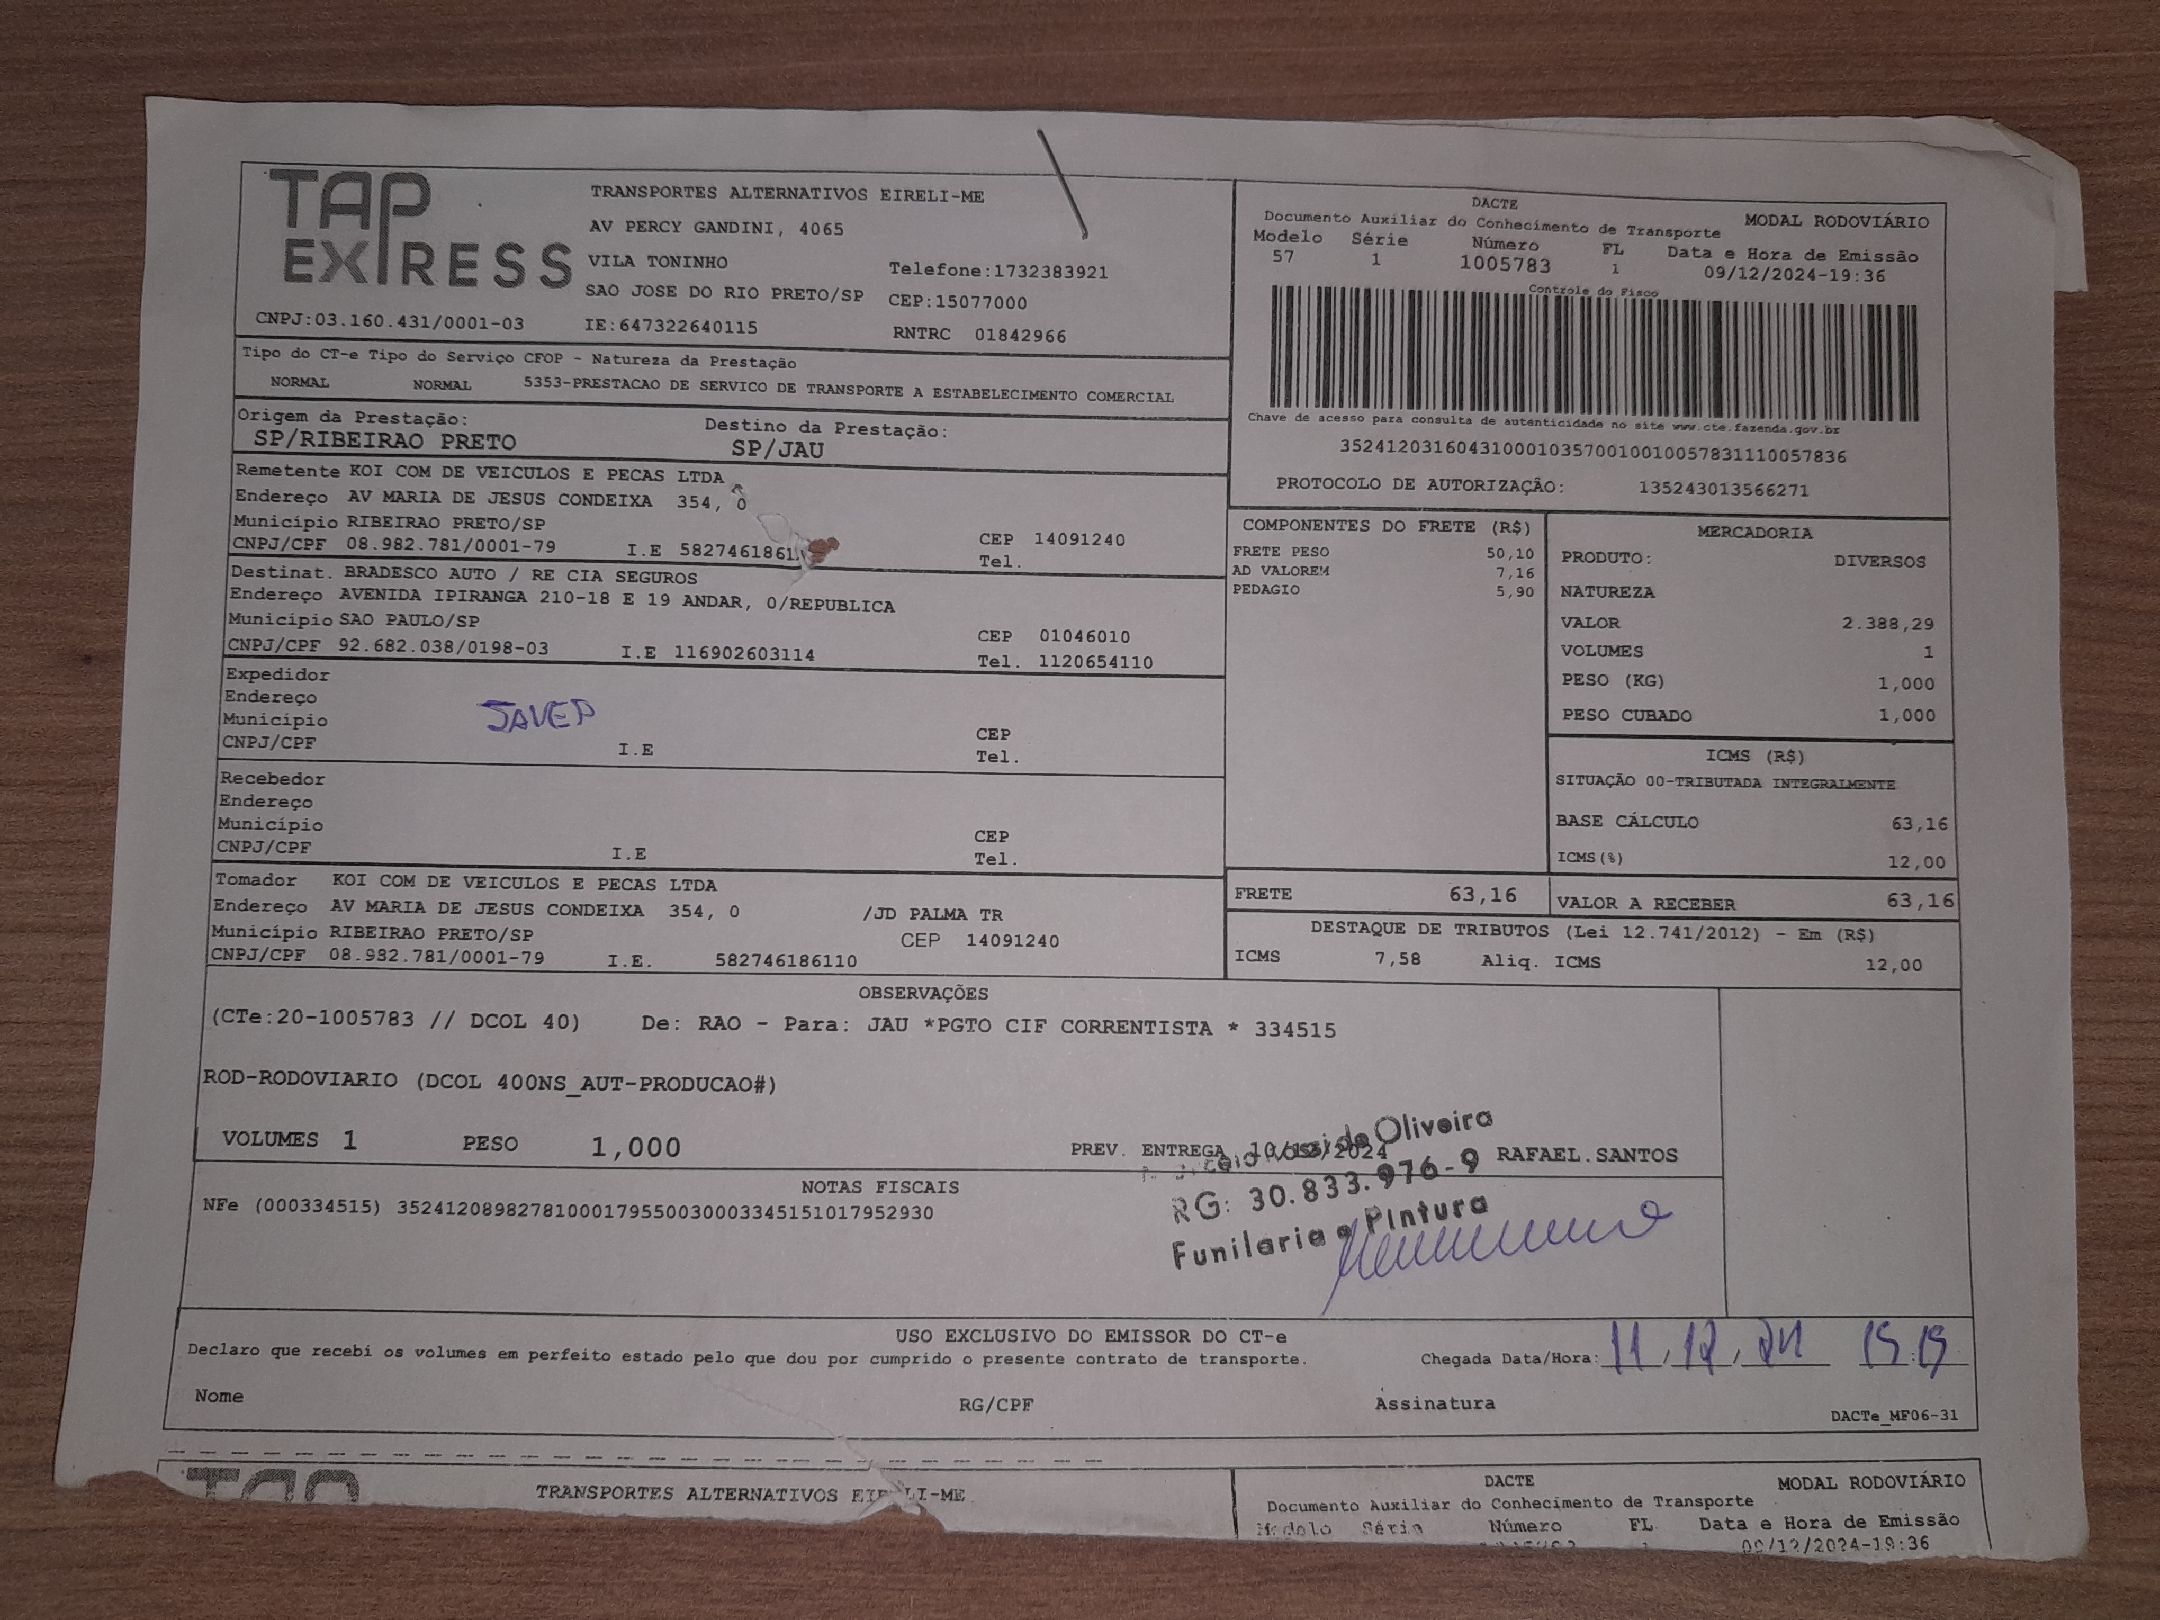 TAP EXPRESS
TRANSPORTES ALTERNATIVOS EIRELI-ME
AV PERCY GANDINI, 4065
VILA TONINHO
Telefone:1732383921
SAO JOSE DO RIO PRETO/SP CEP:15077000
CNPJ:03.160.431/0001-03 IE:647322640115 RNTRC 01842966
DACTE
Documento Auxiliar do Conhecimento de Transporte MODAL RODOVIÁRIO
Modelo Série Número FL Data e Hora de Emissão
57 1 1005783 1 09/12/2024-19:36
Controle do Fisco
Chave de acesso para consulta de autenticidade no site www.cte.fazenda.gov.br
35241203160431000103570010010057831110057836
PROTOCOLO DE AUTORIZAÇÃO: 135243013566271
Tipo do CT-e Tipo do Serviço CFOP - Natureza da Prestação
NORMAL NORMAL 5353-PRESTACAO DE SERVICO DE TRANSPORTE A ESTABELECIMENTO COMERCIAL
Origem da Prestação: Destino da Prestação:
SP/RIBEIRAO PRETO SP/JAU
Remetente KOI COM DE VEICULOS E PECAS LTDA
Endereço AV MARIA DE JESUS CONDEIXA 354, 0
Município RIBEIRAO PRETO/SP CEP 14091240
CNPJ/CPF 08.982.781/0001-79 I.E 5827461861 Tel.
Destinat. BRADESCO AUTO / RE CIA SEGUROS
Endereço AVENIDA IPIRANGA 210-18 E 19 ANDAR, 0/REPUBLICA
Município SAO PAULO/SP CEP 01046010
CNPJ/CPF 92.682.038/0198-03 I.E 116902603114 Tel. 1120654110
Expedidor
Endereço
JAVEP
Município CEP
CNPJ/CPF I.E Tel.
Recebedor
Endereço
Município CEP
CNPJ/CPF I.E Tel.
Tomador KOI COM DE VEICULOS E PECAS LTDA
Endereço AV MARIA DE JESUS CONDEIXA 354, 0 /JD PALMA TR
Município RIBEIRAO PRETO/SP CEP 14091240
CNPJ/CPF 08.982.781/0001-79 I.E. 582746186110
COMPONENTES DO FRETE (R$)
FRETE PESO 50,10
AD VALOREM 7,16
PEDAGIO 5,90
MERCADORIA
PRODUTO: DIVERSOS
NATUREZA
VALOR 2.388,29
VOLUMES 1
PESO (KG) 1,000
PESO CUBADO 1,000
ICMS (R$)
SITUAÇÃO 00-TRIBUTADA INTEGRALMENTE
BASE CÁLCULO 63,16
ICMS(%) 12,00
FRETE 63,16 VALOR A RECEBER 63,16
DESTAQUE DE TRIBUTOS (Lei 12.741/2012) - Em (R$)
ICMS 7,58 Aliq. ICMS 12,00
OBSERVAÇÕES
(CTe:20-1005783 // DCOL 40) De: RAO - Para: JAU *PGTO CIF CORRENTISTA * 334515
ROD-RODOVIARIO (DCOL 400NS_AUT-PRODUCAO#)
VOLUMES 1 PESO 1,000 PREV. ENTREGA 10/12/2024 RAFAEL.SANTOS
de Oliveira
RG: 30.833.976-9
Funilaria e Pintura
NOTAS FISCAIS
NFe (000334515) 35241208982781000179550030003345151017952930
USO EXCLUSIVO DO EMISSOR DO CT-e
Declaro que recebi os volumes em perfeito estado pelo que dou por cumprido o presente contrato de transporte. Chegada Data/Hora: 11,12,24 15:15
Nome RG/CPF Assinatura
DACTe_MF06-31
TAP
TRANSPORTES ALTERNATIVOS EIRELI-ME
DACTE
MODAL RODOVIÁRIO
Documento Auxiliar do Conhecimento de Transporte
Modelo Série Número FL Data e Hora de Emissão
09/12/2024-19:36